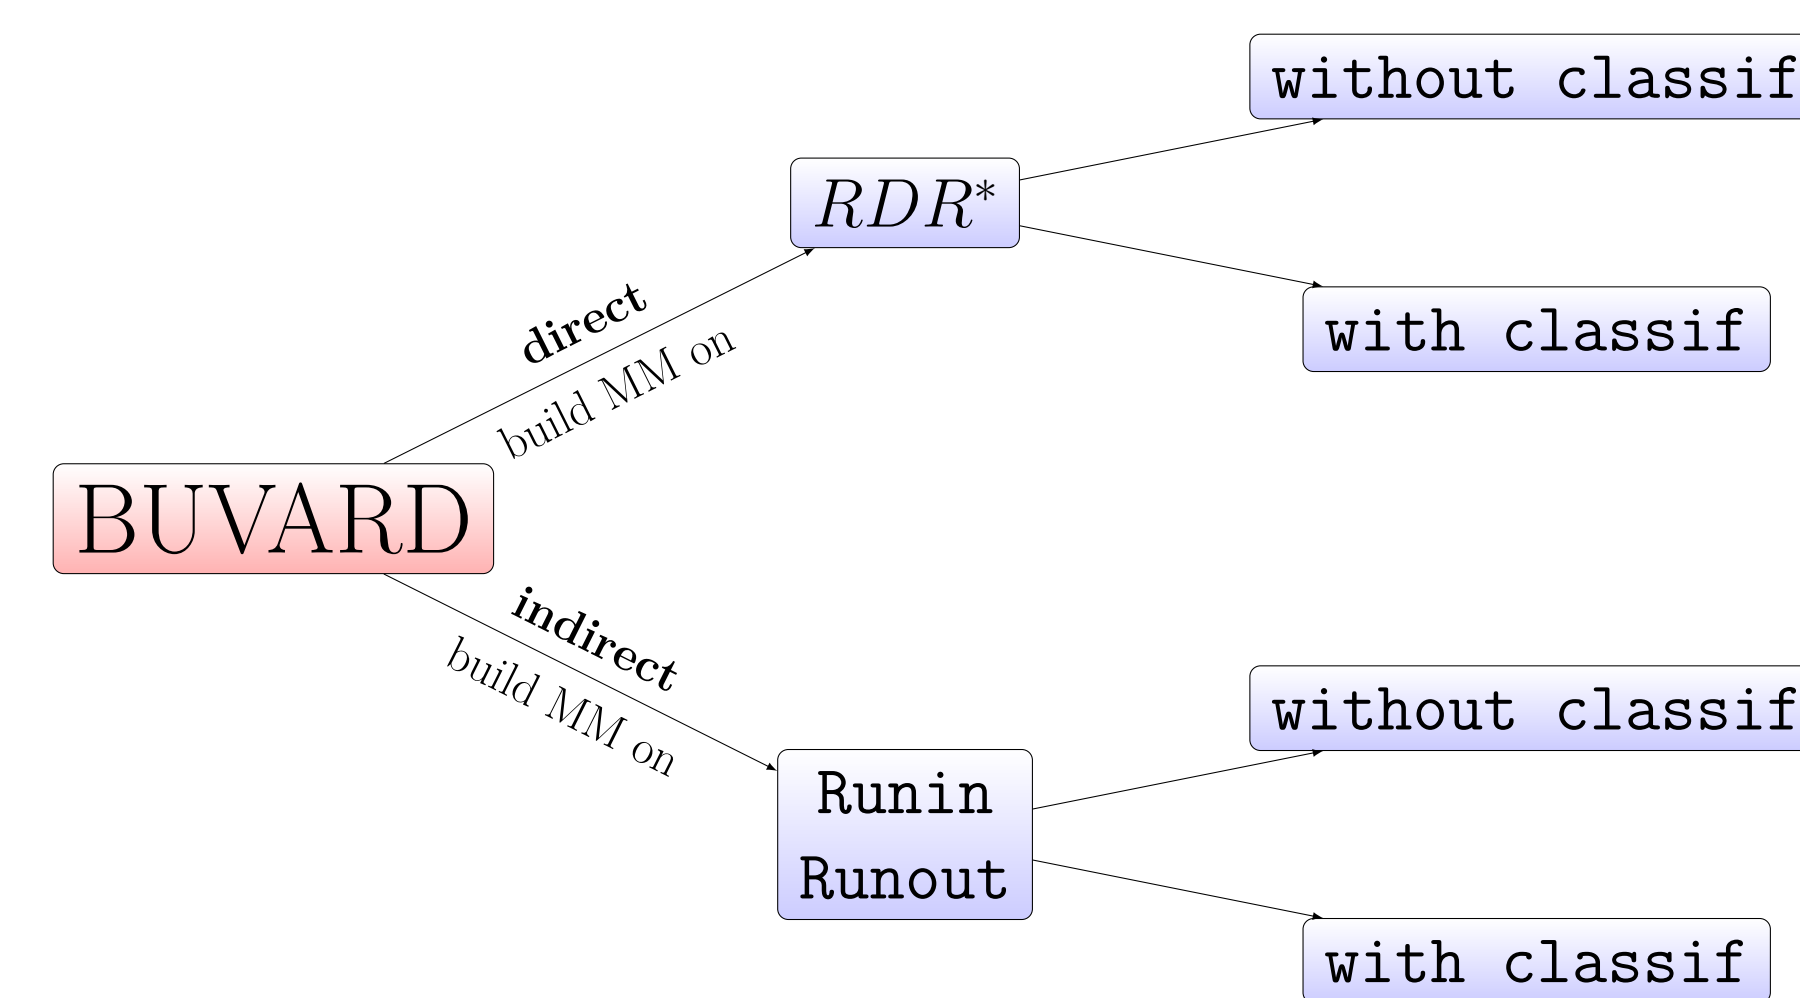 without classif
RDR*
with classif
direct
build MM on
BUVARD
indirect
build MM on
without classif
Runin
Runout
with classif